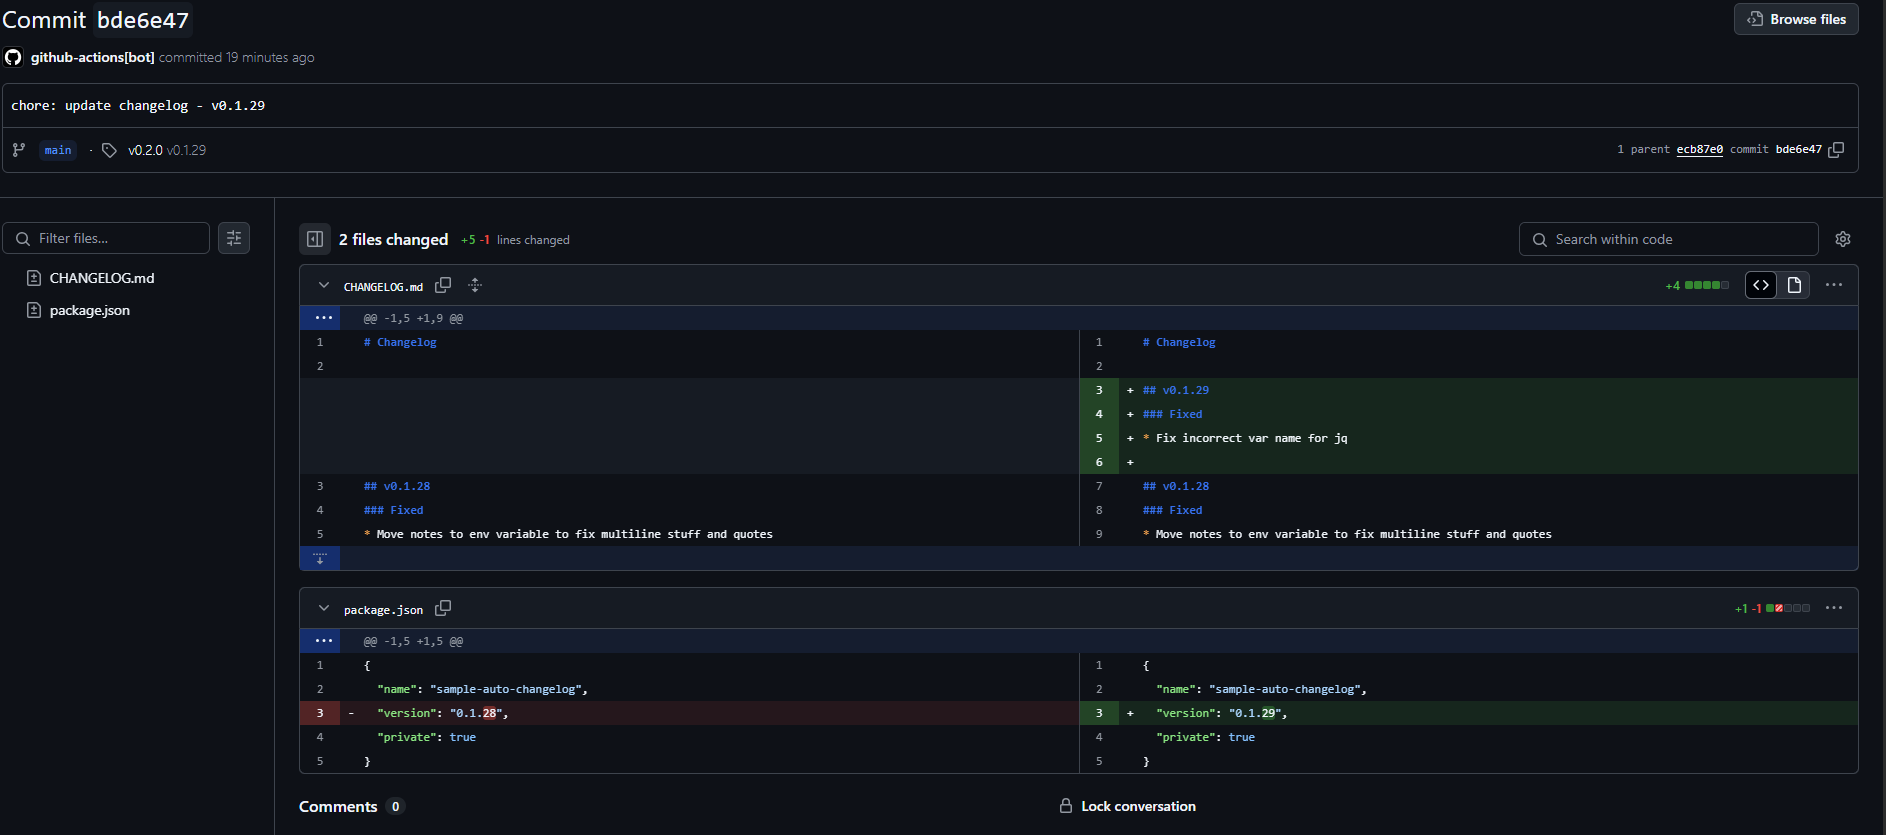 Commit bde6e47
Browse files
github-actions[bot] committed 19 minutes ago
chore: update changelog - v0.1.29
main · v0.2.0 v0.1.29
1 parent ecb87e0 commit bde6e47
Filter files...
CHANGELOG.md
package.json
2 files changed +5 -1 lines changed
Search within code
CHANGELOG.md
+4
@@ -1,5 +1,9 @@
1 # Changelog
2
3 ## v0.1.28
4 ### Fixed
5 * Move notes to env variable to fix multiline stuff and quotes
1 # Changelog
2
3 + ## v0.1.29
4 + ### Fixed
5 + * Fix incorrect var name for jq
6 +
7 ## v0.1.28
8 ### Fixed
9 * Move notes to env variable to fix multiline stuff and quotes
package.json
+1 -1
@@ -1,5 +1,5 @@
1 {
2 "name": "sample-auto-changelog",
3 - "version": "0.1.28",
4 "private": true
5 }
1 {
2 "name": "sample-auto-changelog",
3 + "version": "0.1.29",
4 "private": true
5 }
Comments 0
Lock conversation